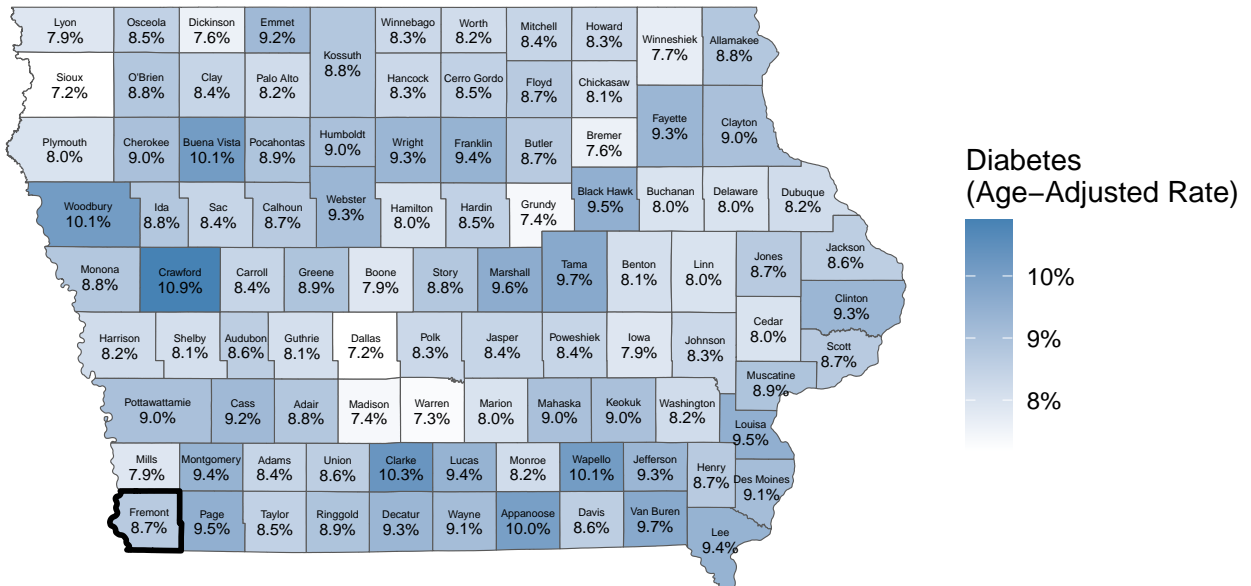 Lyon
7.9%
Osceola
8.5%
Dickinson
7.6%
Emmet
9.2%
Winnebago
8.3%
Worth
8.2%
Mitchell
8.4%
Howard
8.3%
Winneshiek
7.7%
Allamakee
8.8%
Kossuth
8.8%
Sioux
7.2%
O'Brien
8.8%
Clay
8.4%
Palo Alto
8.2%
Hancock
8.3%
Cerro Gordo
8.5%
Floyd
8.7%
Chickasaw
8.1%
Fayette
9.3%
Clayton
9.0%
Plymouth
8.0%
Cherokee
9.0%
Buena Vista
10.1%
Pocahontas
8.9%
Humboldt
9.0%
Wright
9.3%
Franklin
9.4%
Butler
8.7%
Bremer
7.6%
Woodbury
10.1%
Ida
8.8%
Sac
8.4%
Calhoun
8.7%
Webster
9.3%
Hamilton
8.0%
Hardin
8.5%
Grundy
7.4%
Black Hawk
9.5%
Buchanan
8.0%
Delaware
8.0%
Dubuque
8.2%
Monona
8.8%
Crawford
10.9%
Carroll
8.4%
Greene
8.9%
Boone
7.9%
Story
8.8%
Marshall
9.6%
Tama
9.7%
Benton
8.1%
Linn
8.0%
Jones
8.7%
Jackson
8.6%
Clinton
9.3%
Harrison
8.2%
Shelby
8.1%
Audubon
8.6%
Guthrie
8.1%
Dallas
7.2%
Polk
8.3%
Jasper
8.4%
Poweshiek
8.4%
Iowa
7.9%
Johnson
8.3%
Cedar
8.0%
Scott
8.7%
Muscatine
8.9%
Pottawattamie
9.0%
Cass
9.2%
Adair
8.8%
Madison
7.4%
Warren
7.3%
Marion
8.0%
Mahaska
9.0%
Keokuk
9.0%
Washington
8.2%
Louisa
9.5%
Mills
7.9%
Montgomery
9.4%
Adams
8.4%
Union
8.6%
Clarke
10.3%
Lucas
9.4%
Monroe
8.2%
Wapello
10.1%
Jefferson
9.3%
Henry
8.7%
Des Moines
9.1%
Fremont
8.7%
Page
9.5%
Taylor
8.5%
Ringgold
8.9%
Decatur
9.3%
Wayne
9.1%
Appanoose
10.0%
Davis
8.6%
Van Buren
9.7%
Lee
9.4%
Diabetes
(Age−Adjusted Rate)
10%
9%
8%